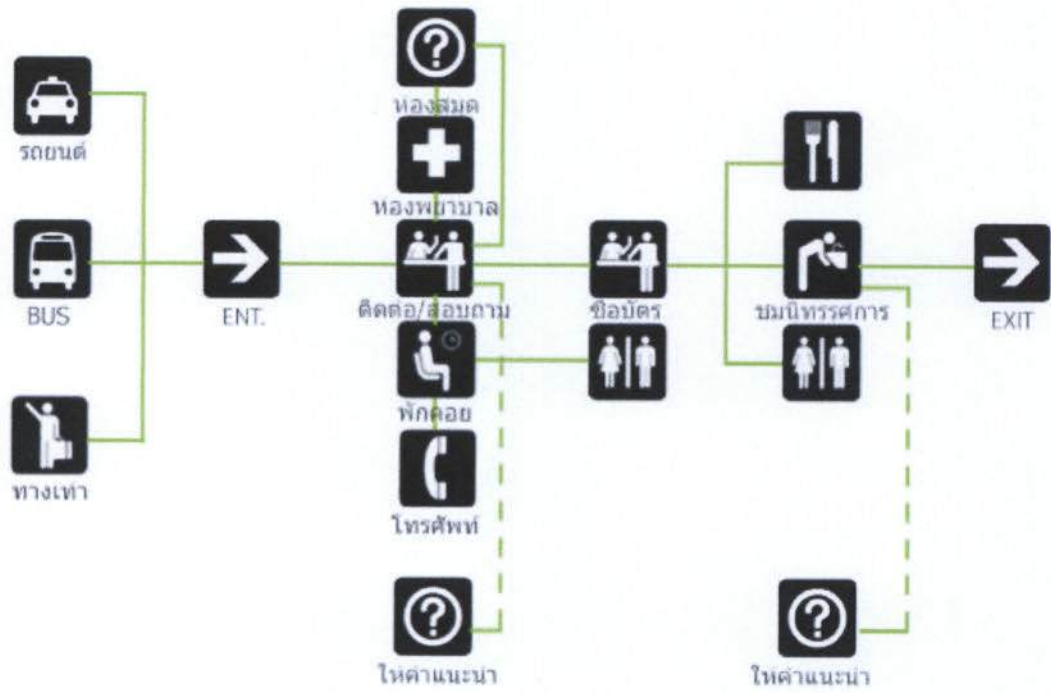 ห้องสมุด
รถยนต์
ห้องพยาบาล
BUS
ENT.
ติดต่อ/สอบถาม
ซื้อบัตร
ชมนิทรรศการ
EXIT
พักคอย
ทางเท้า
โทรศัพท์
ให้คำแนะนำ
ให้คำแนะนำ